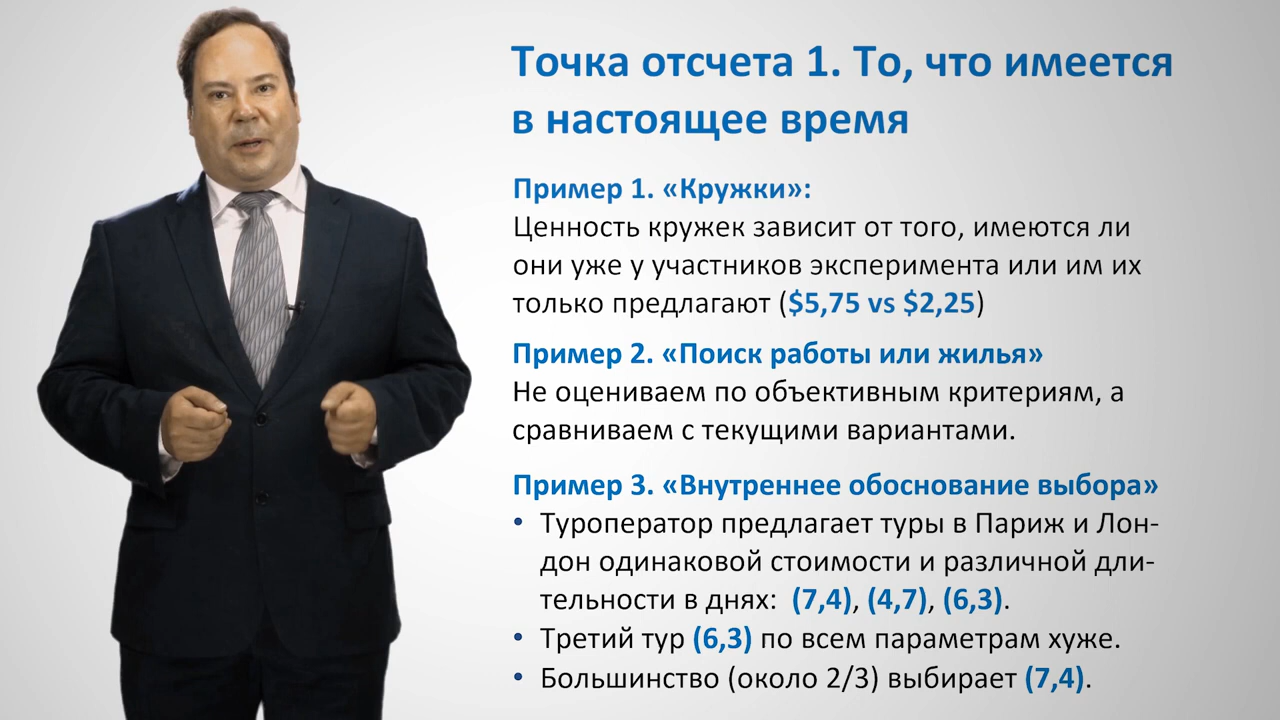 Точка отсчета 1. То, что имеется
в настоящее время
Пример 1. «Кружки»:
Ценность кружек зависит от того, имеются ли
они уже у участников эксперимента или им их
только предлагают ($5,75 vs $2,25)
Пример 2. «Поиск работы или жилья»
Не оцениваем по объективным критериям, а
сравниваем с текущими вариантами.
Пример 3. «Внутреннее обоснование выбора»
• Туроператор предлагает туры в Париж и Лон-
дон одинаковой стоимости и различной дли-
тельности в днях: (7,4), (4,7), (6,3).
• Третий тур (6,3) по всем параметрам хуже.
• Большинство (около 2/3) выбирает (7,4).